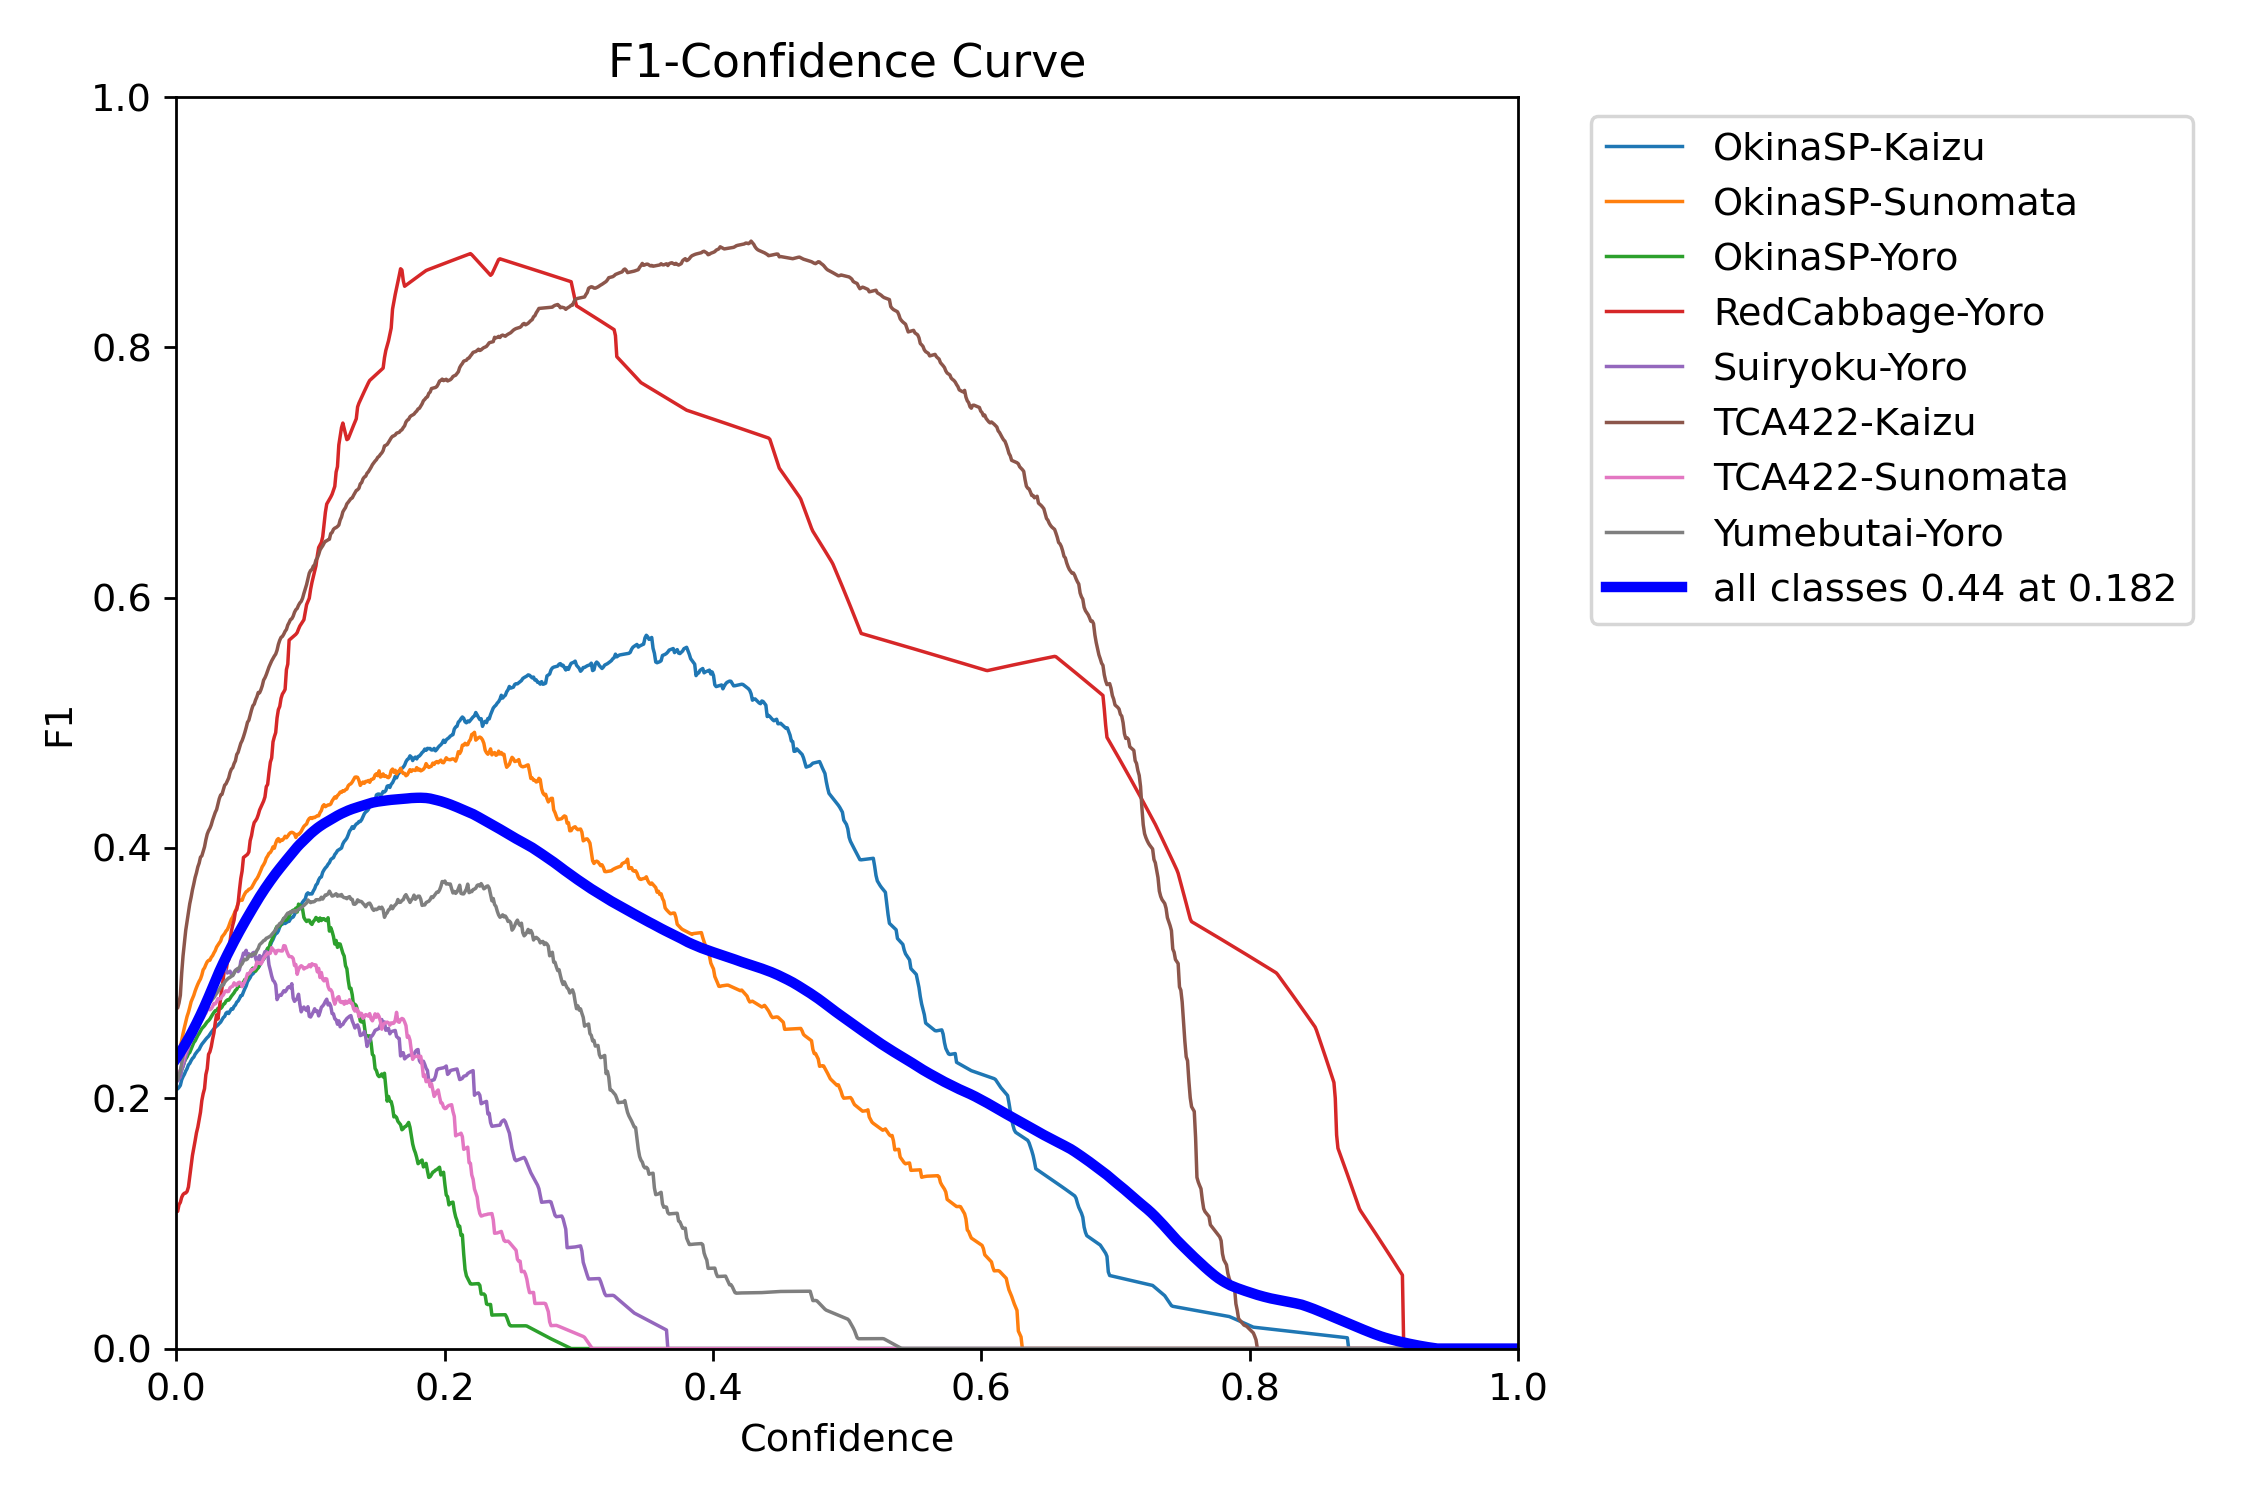 F1-Confidence Curve
1.0
0.8
0.6
0.4
0.2
0.0
F1
0.0 0.2 0.4 0.6 0.8 1.0
Confidence
OkinaSP-Kaizu
OkinaSP-Sunomata
OkinaSP-Yoro
RedCabbage-Yoro
Suiryoku-Yoro
TCA422-Kaizu
TCA422-Sunomata
Yumebutai-Yoro
all classes 0.44 at 0.182